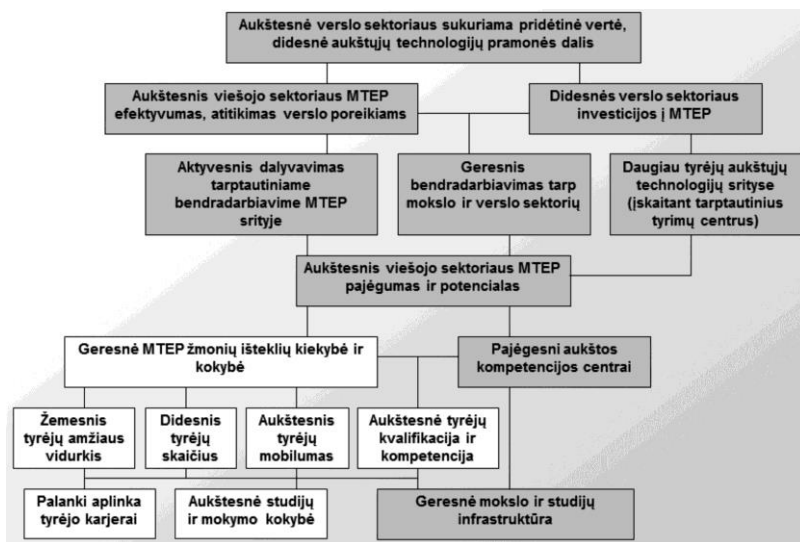 Aukštesnė verslo sektoriaus sukuriama pridėtinė vertė,
didesnė aukštųjų technologijų pramonės dalis
Aukštesnis viešojo sektoriaus MTEP
efektyvumas, atitikimas verslo poreikiams
Didesnės verslo sektoriaus
investicijos į MTEP
Aktyvesnis dalyvavimas
tarptautiniame
bendradarbiavime MTEP
srityje
Geresnis
bendradarbiavimas tarp
mokslo ir verslo sektorių
Daugiau tyrėjų aukštųjų
technologijų srityse
(įskaitant tarptautinius
tyrimų centrus)
Aukštesnis viešojo sektoriaus MTEP
pajėgumas ir potencialas
Geresnė MTEP žmonių išteklių kiekybė ir
kokybė
Pajėgesni aukštos
kompetencijos centrai
Žemesnis
tyrėjų amžiaus
vidurkis
Didesnis
tyrėjų
skaičius
Aukštesnis
tyrėjų
mobilumas
Aukštesnė tyrėjų
kvalifikacija ir
kompetencija
Palanki aplinka
tyrėjo karjerai
Aukštesnė studijų
ir mokymo kokybė
Geresnė mokslo ir studijų
infrastruktūra